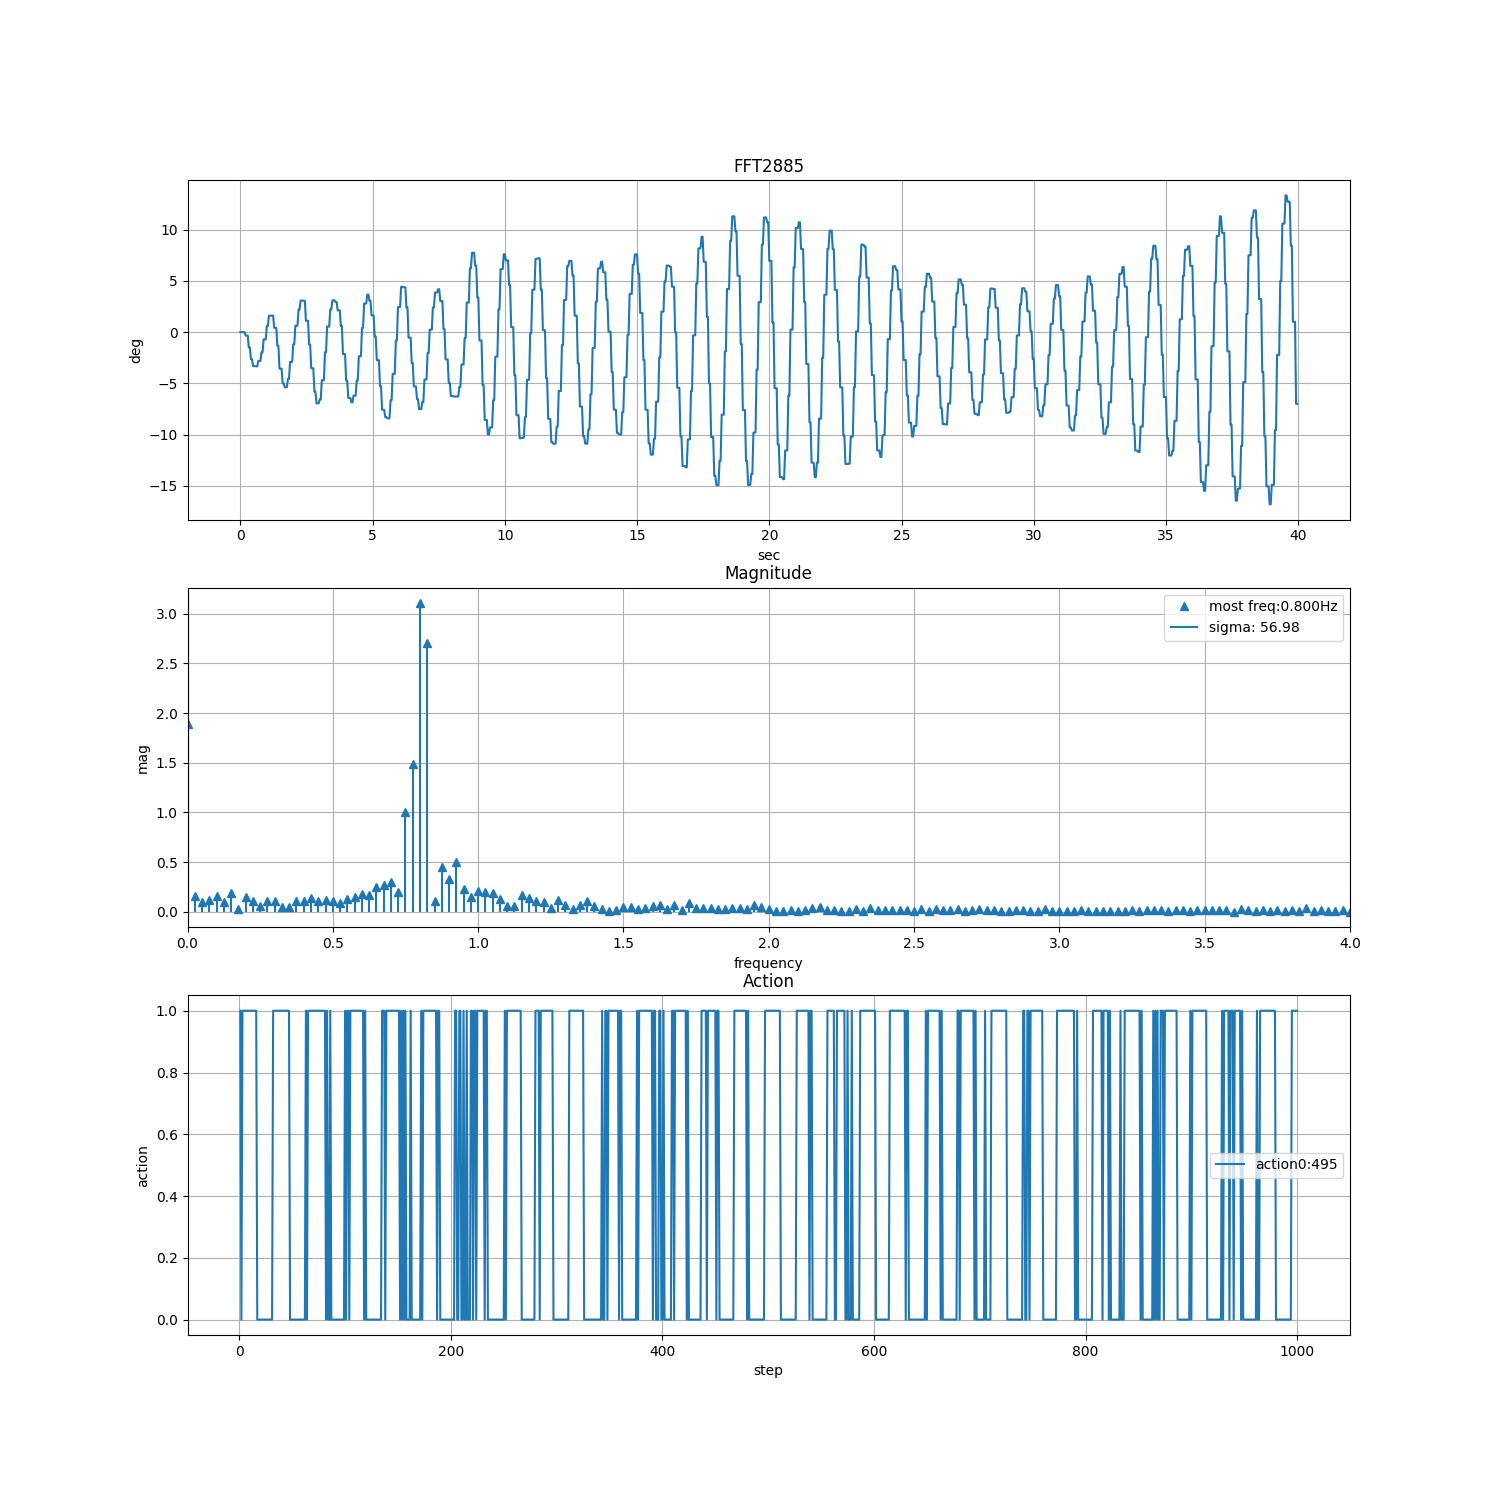 FFT2885
10
5
0
−5
−10
−15
deg
0 5 10 15 20 25 30 35 40
sec
Magnitude
3.0
2.5
2.0
1.5
1.0
0.5
0.0
mag
most freq:0.800Hz
sigma: 56.98
0.0 0.5 1.0 1.5 2.0 2.5 3.0 3.5 4.0
frequency
Action
1.0
0.8
0.6
0.4
0.2
0.0
action
action0:495
0 200 400 600 800 1000
step